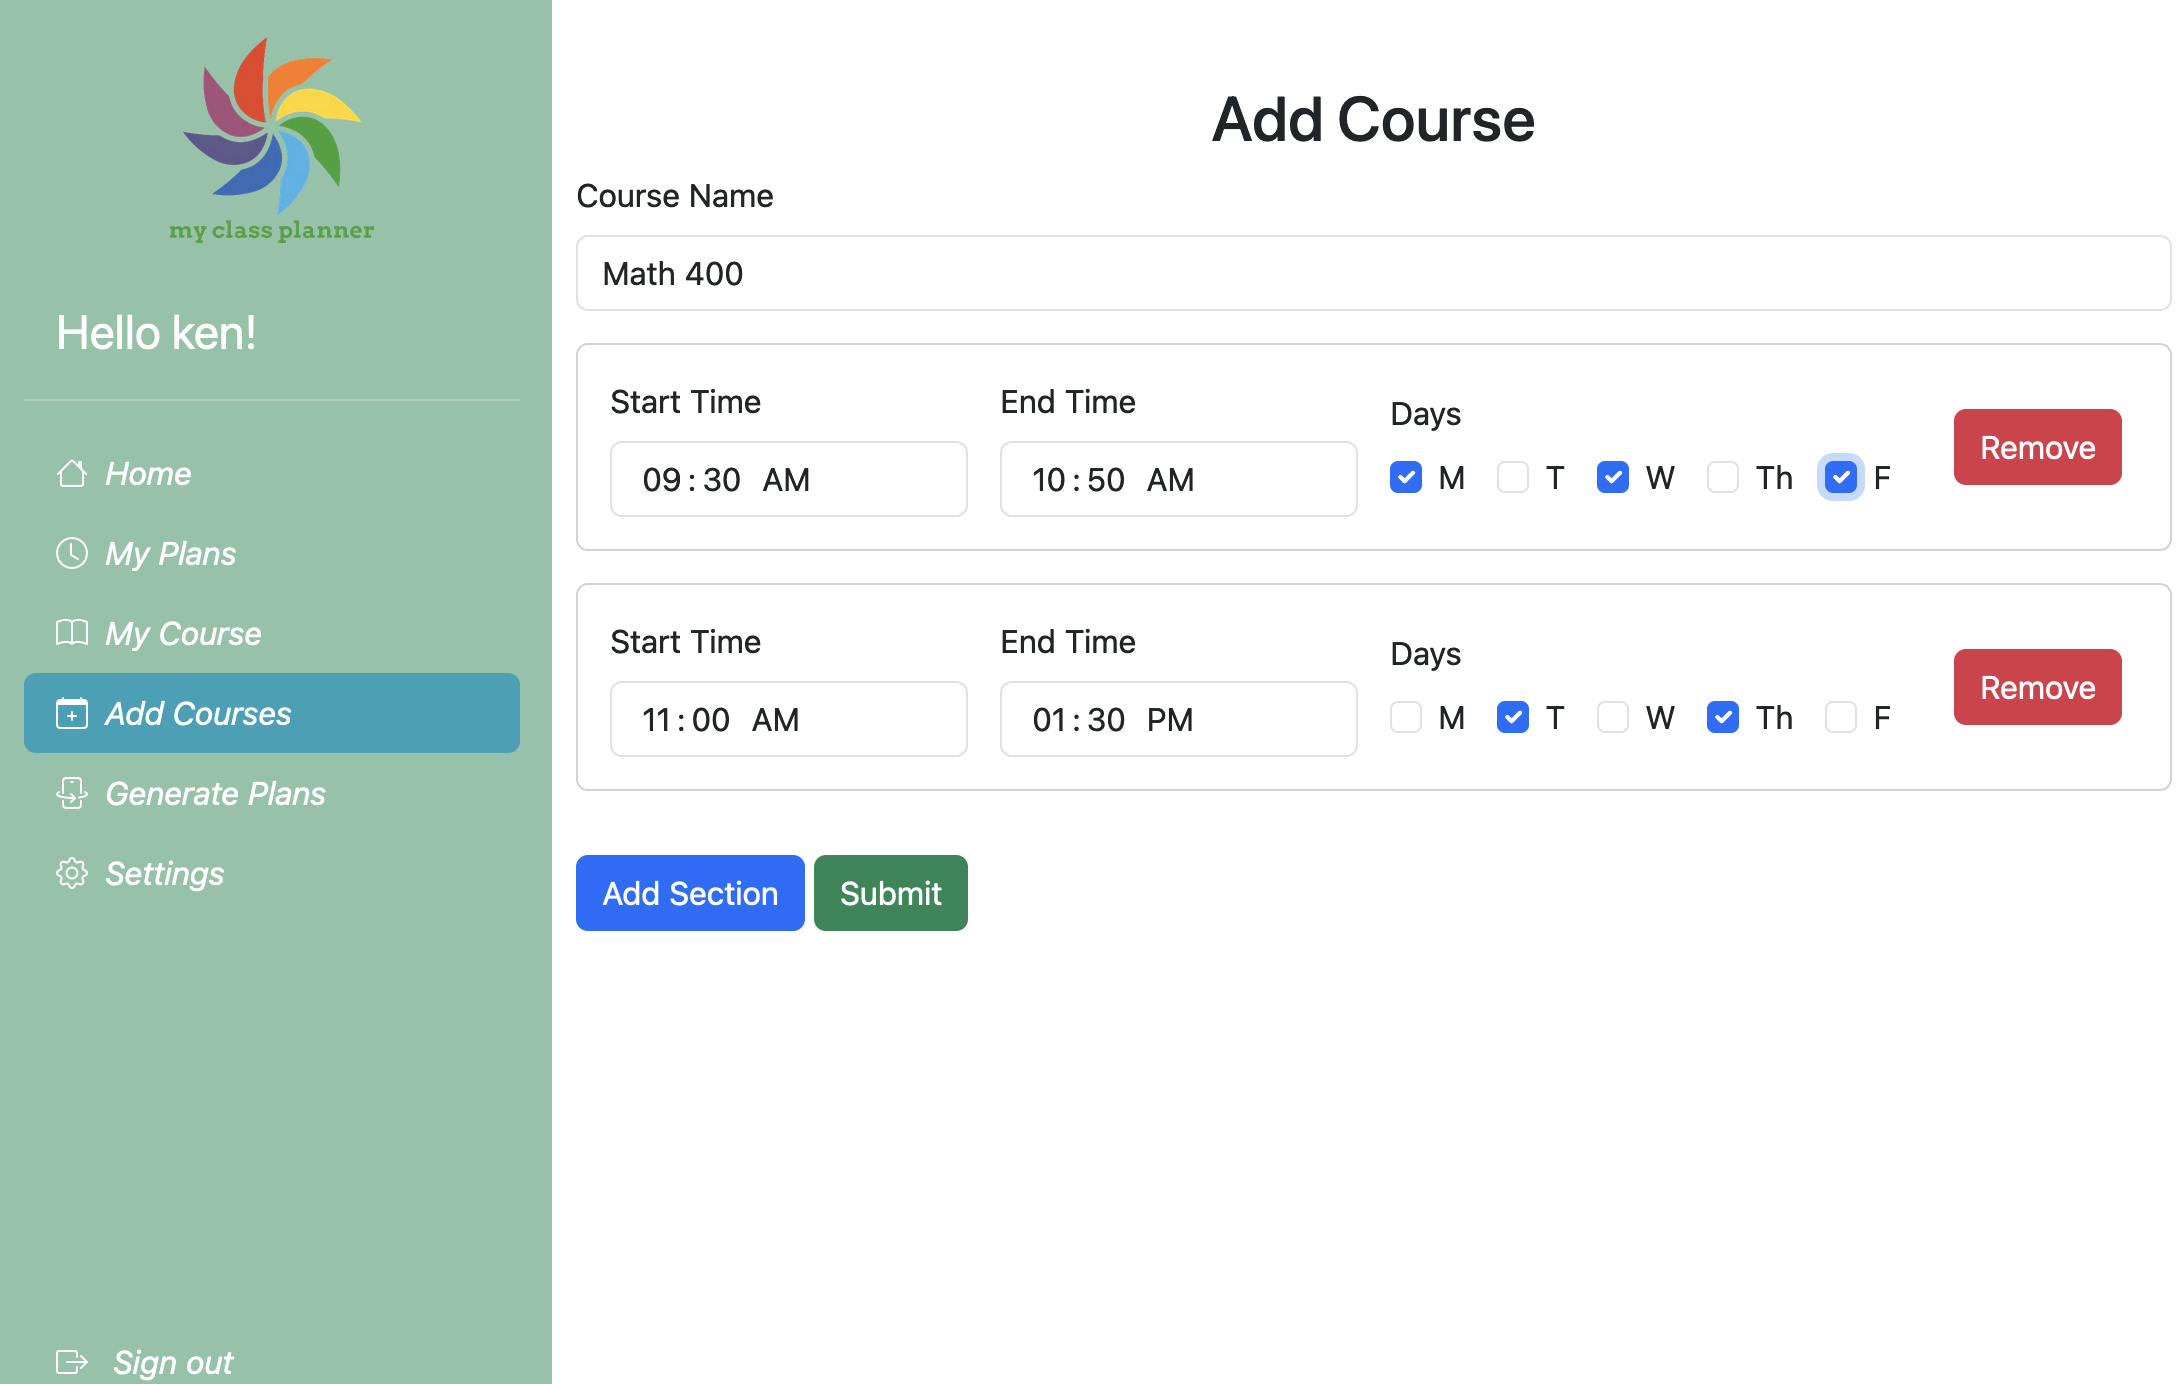 my class planner
Hello ken!
Home
My Plans
My Course
Add Courses
Generate Plans
Settings
Sign out
Add Course
Course Name
Math 400
Start Time End Time Days
09:30 AM 10:50 AM M T W Th F Remove
Start Time End Time Days
11:00 AM 01:30 PM M T W Th F Remove
Add Section Submit